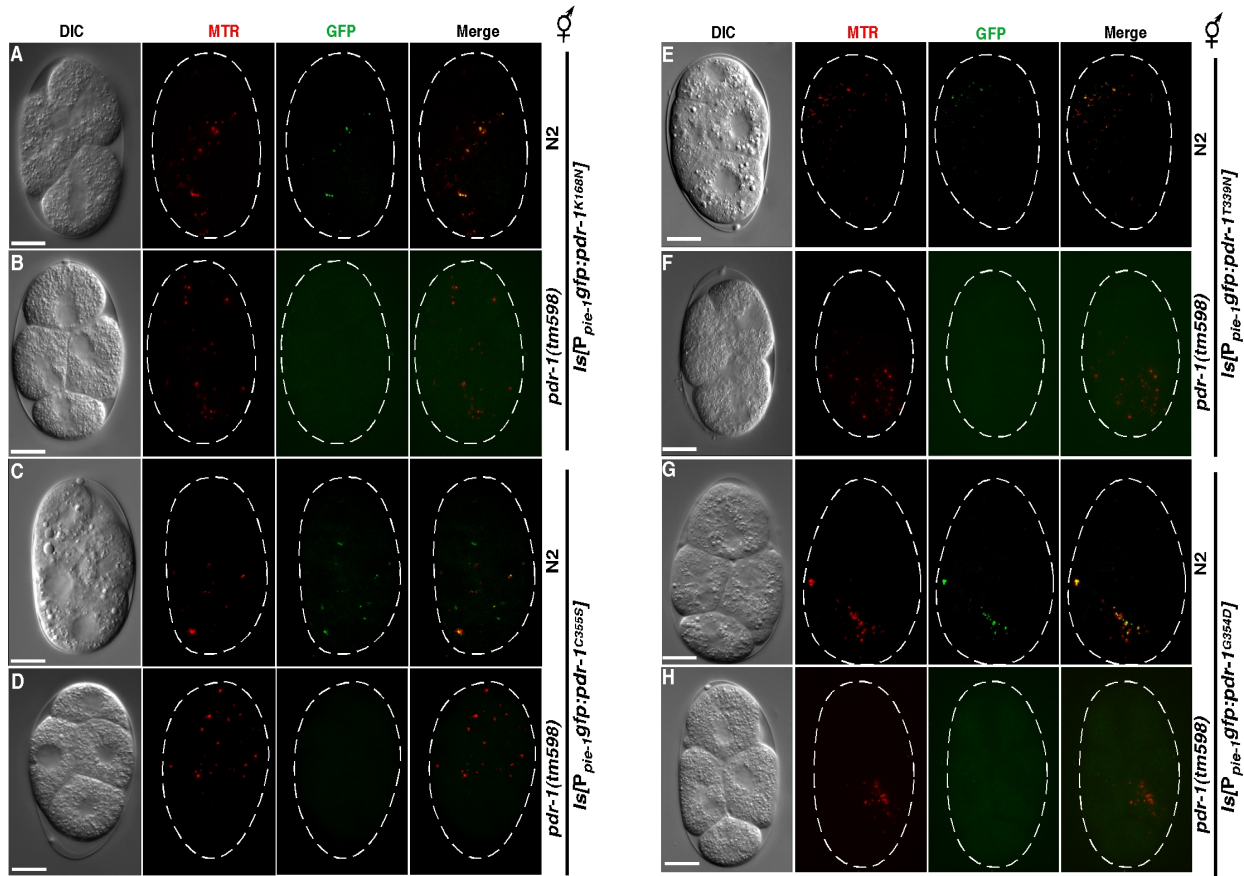 DIC MTR GFP Merge ⚥
A
N2
B
pdr-1(tm598)
Is[Ppie-1gfp:pdr-1K168N]
C
N2
D
pdr-1(tm598)
Is[Ppie-1gfp:pdr-1C355S]
DIC MTR GFP Merge ⚥
E
N2
F
pdr-1(tm598)
Is[Ppie-1gfp:pdr-1T339N]
G
N2
H
pdr-1(tm598)
Is[Ppie-1gfp:pdr-1G354D]